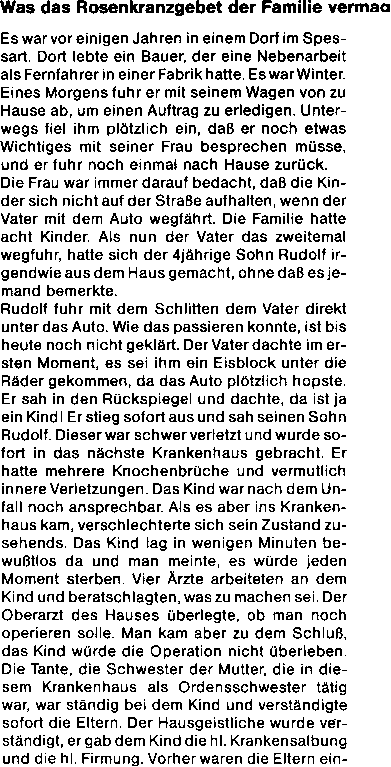 Was das Rosenkranzgebet der Familie vermag
Es war vor einigen Jahren in einem Dorf im Spes-
sart. Dort lebte ein Bauer, der eine Nebenarbeit
als Fernfahrer in einer Fabrik hatte. Es war Winter.
Eines Morgens fuhr er mit seinem Wagen von zu
Hause ab, um einen Auftrag zu erledigen. Unter-
wegs fiel ihm plötzlich ein, daß er noch etwas
Wichtiges mit seiner Frau besprechen müsse,
und er fuhr noch einmal nach Hause zurück.
Die Frau war immer darauf bedacht, daß die Kin-
der sich nicht auf der Straße aufhalten, wenn der
Vater mit dem Auto wegfährt. Die Familie hatte
acht Kinder. Als nun der Vater das zweitemal
wegfuhr, hatte sich der 4jährige Sohn Rudolf ir-
gendwie aus dem Haus gemacht, ohne daß es je-
mand bemerkte.
Rudolf fuhr mit dem Schlitten dem Vater direkt
unter das Auto. Wie das passieren konnte, ist bis
heute noch nicht geklärt. Der Vater dachte im er-
sten Moment, es sei ihm ein Eisblock unter die
Räder gekommen, da das Auto plötzlich hopste.
Er sah in den Rückspiegel und dachte, da ist ja
ein Kind! Er stieg sofort aus und sah seinen Sohn
Rudolf. Dieser war schwer verletzt und wurde so-
fort in das nächste Krankenhaus gebracht. Er
hatte mehrere Knochenbrüche und vermutlich
innere Verletzungen. Das Kind war nach dem Un-
fall noch ansprechbar. Als es aber ins Kranken-
haus kam, verschlechterte sich sein Zustand zu-
sehends. Das Kind lag in wenigen Minuten be-
wußtlos da und man meinte, es würde jeden
Moment sterben. Vier Ärzte arbeiteten an dem
Kind und beratschlagten, was zu machen sei. Der
Oberarzt des Hauses überlegte, ob man noch
operieren solle. Man kam aber zu dem Schluß,
das Kind würde die Operation nicht überleben.
Die Tante, die Schwester der Mutter, die in die-
sem Krankenhaus als Ordensschwester tätig
war, war ständig bei dem Kind und verständigte
sofort die Eltern. Der Hausgeistliche wurde ver-
ständigt, er gab dem Kind die hl. Krankensalbung
und die hl. Firmung. Vorher waren die Eltern ein-